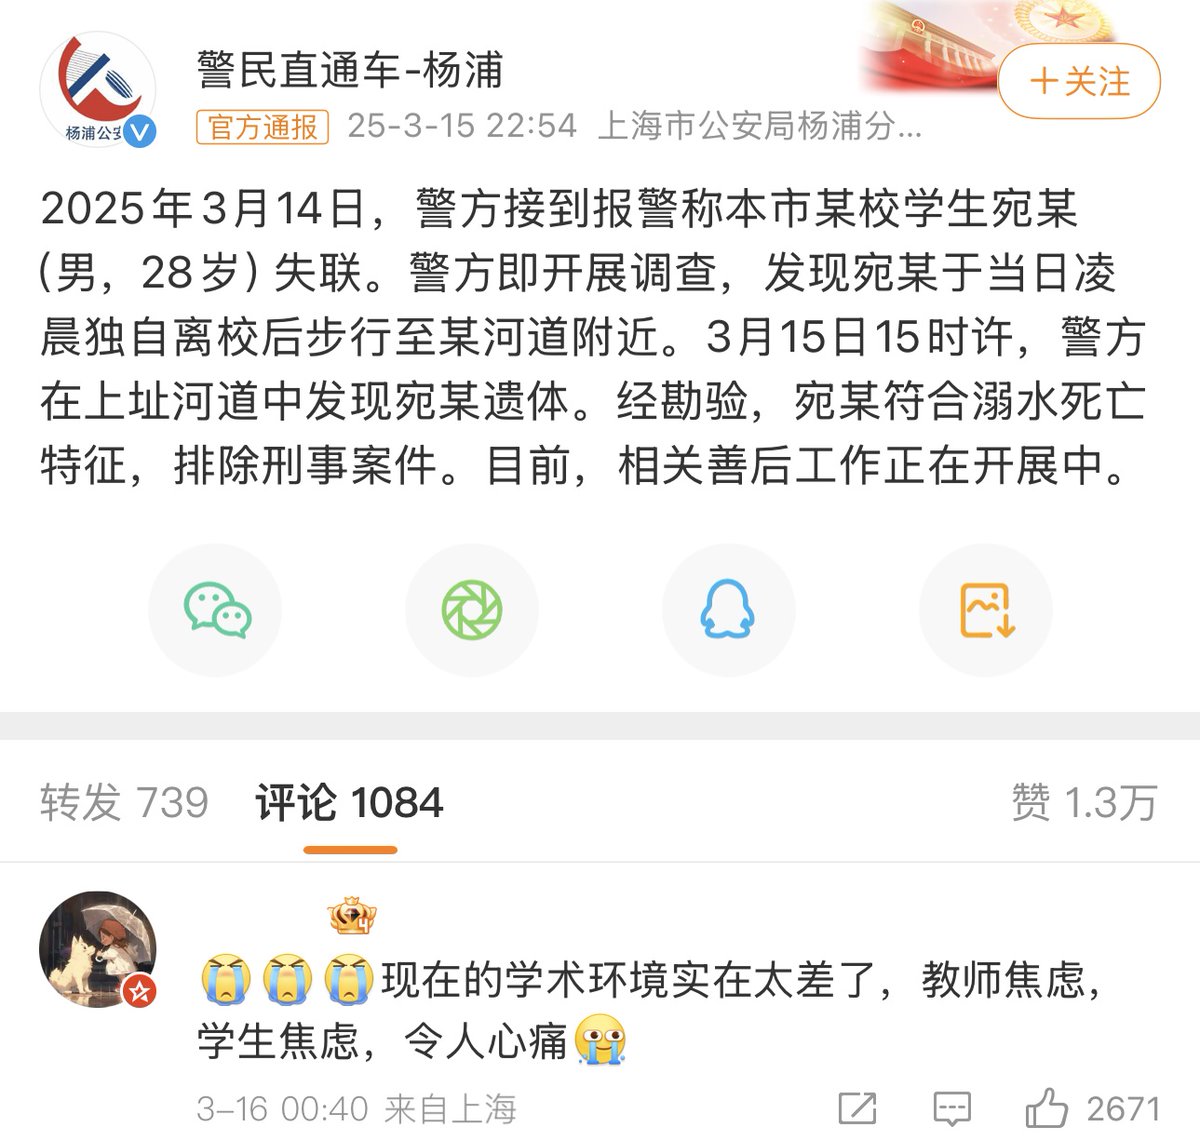 警民直通车-杨浦
+关注
杨浦公安
官方通报 25-3-15 22:54 上海市公安局杨浦分...
2025年3月14日，警方接到报警称本市某校学生宛某
(男，28岁)失联。警方即开展调查，发现宛某于当日凌
晨独自离校后步行至某河道附近。3月15日15时许，警方
在上址河道中发现宛某遗体。经勘验，宛某符合溺水死亡
特征，排除刑事案件。目前，相关善后工作正在开展中。
转发 739 评论 1084 赞 1.3万
4
😭😭😭现在的学术环境实在太差了，教师焦虑，
学生焦虑，令人心痛🥹
3-16 00:40 来自上海 2671